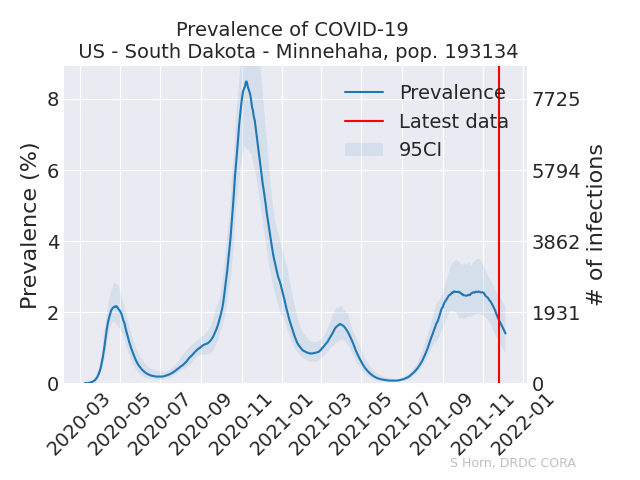 Prevalence of COVID-19
US - South Dakota - Minnehaha, pop. 193134
Prevalence (%)
8
6
4
2
0
Prevalence
Latest data
95CI
7725
5794
3862
1931
0
# of infections
2020-03
2020-05
2020-07
2020-09
2020-11
2021-01
2021-03
2021-05
2021-07
2021-09
2021-11
2022-01
S Horn, DRDC CORA